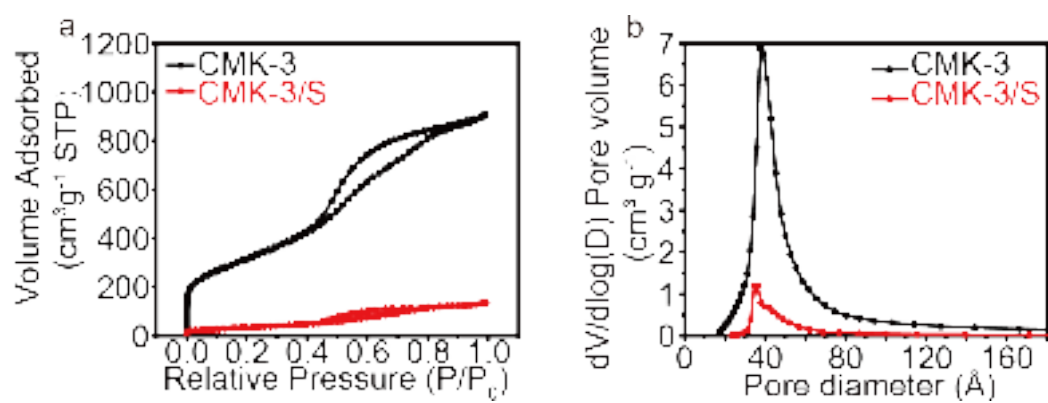 a
1200
1000
800
600
400
200
0
Volume Adsorbed
(cm³g⁻¹ STP)
CMK-3
CMK-3/S
0.0 0.2 0.4 0.6 0.8 1.0
Relative Pressure (P/P₀)
b
7
6
5
4
3
2
1
0
dV/dlog(D) Pore volume
(cm³ g⁻¹)
CMK-3
CMK-3/S
0 40 80 120 160
Pore diameter (Å)